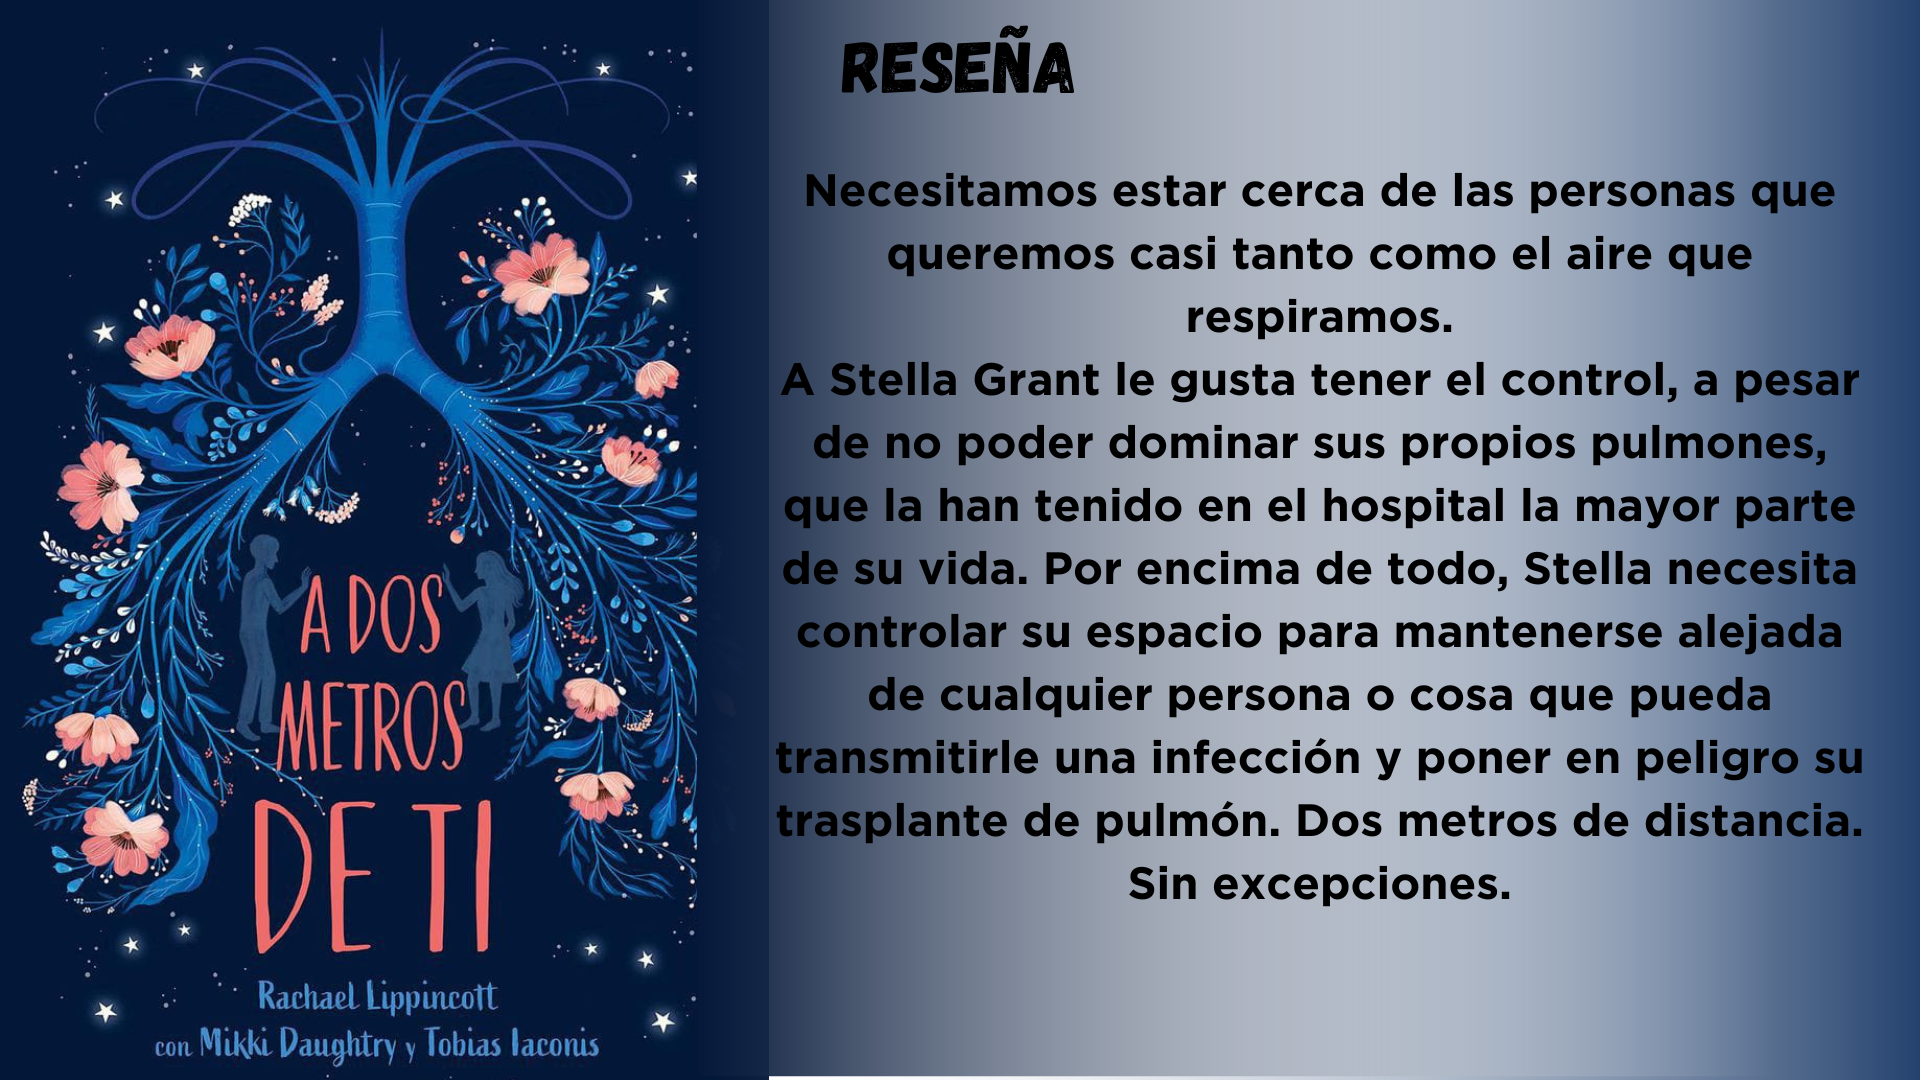 A DOS
METROS
DE TI
Rachael Lippincott
con Mikki Daughtry y Tobias Iaconis
RESEÑA
Necesitamos estar cerca de las personas que
queremos casi tanto como el aire que
respiramos.
A Stella Grant le gusta tener el control, a pesar
de no poder dominar sus propios pulmones,
que la han tenido en el hospital la mayor parte
de su vida. Por encima de todo, Stella necesita
controlar su espacio para mantenerse alejada
de cualquier persona o cosa que pueda
transmitirle una infección y poner en peligro su
trasplante de pulmón. Dos metros de distancia.
Sin excepciones.